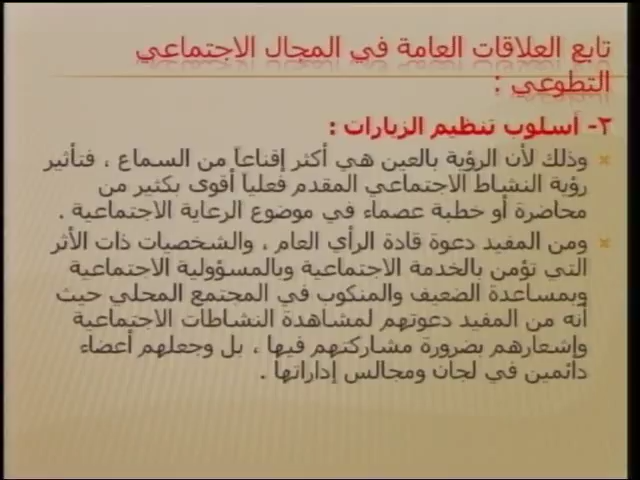 تابع العلاقات العامة في المجال الاجتماعي
التطوعي :
٢- أسلوب تنظيم الزيارات :
وذلك لأن الرؤية بالعين هي أكثر إقناعاً من السماع ، فتأثير
رؤية النشاط الاجتماعي المقدم فعلياً أقوى بكثير من
محاضرة أو خطبة عصماء في موضوع الرعاية الاجتماعية .
ومن المفيد دعوة قادة الرأي العام ، والشخصيات ذات الأثر
التي تؤمن بالخدمة الاجتماعية وبالمسؤولية الاجتماعية
وبمساعدة الضعيف والمنكوب في المجتمع المحلي حيث
أنه من المفيد دعوتهم لمشاهدة النشاطات الاجتماعية
وإشعارهم بضرورة مشاركتهم فيها ، بل وجعلهم أعضاء
دائمين في لجان ومجالس إداراتها .